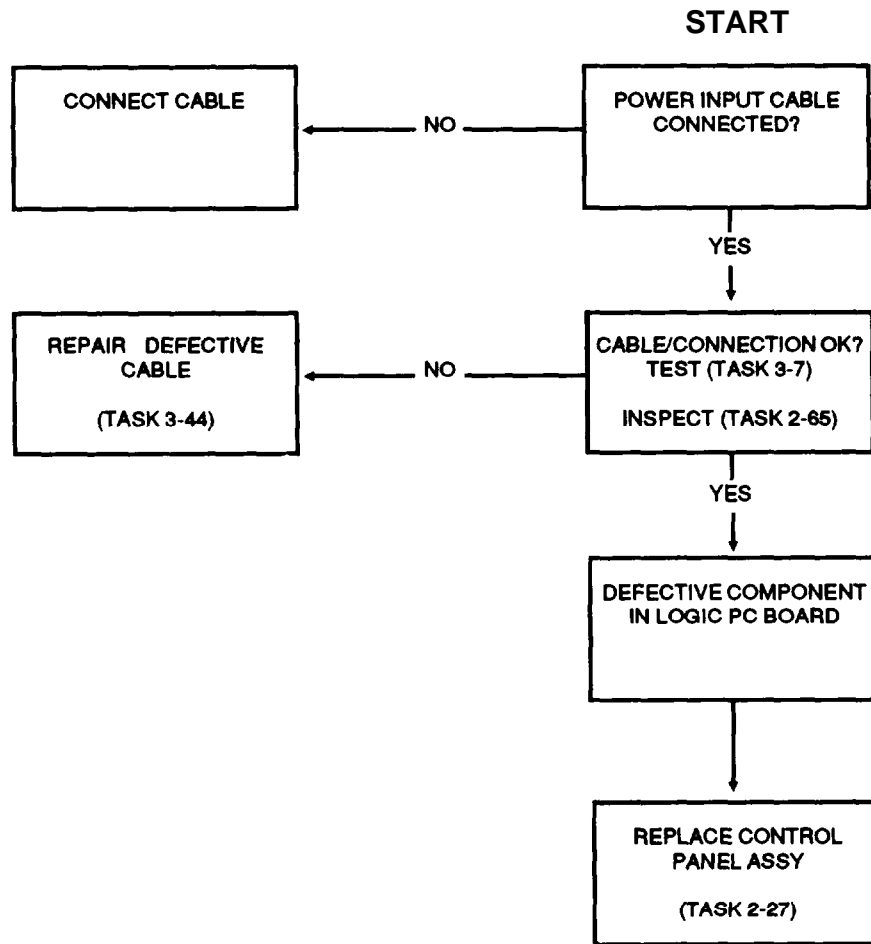 START
POWER INPUT CABLE
CONNECTED?
NO
CONNECT CABLE
YES
CABLE/CONNECTION OK?
TEST (TASK 3-7)
INSPECT (TASK 2-65)
NO
REPAIR DEFECTIVE
CABLE
(TASK 3-44)
YES
DEFECTIVE COMPONENT
IN LOGIC PC BOARD
REPLACE CONTROL
PANEL ASSY
(TASK 2-27)